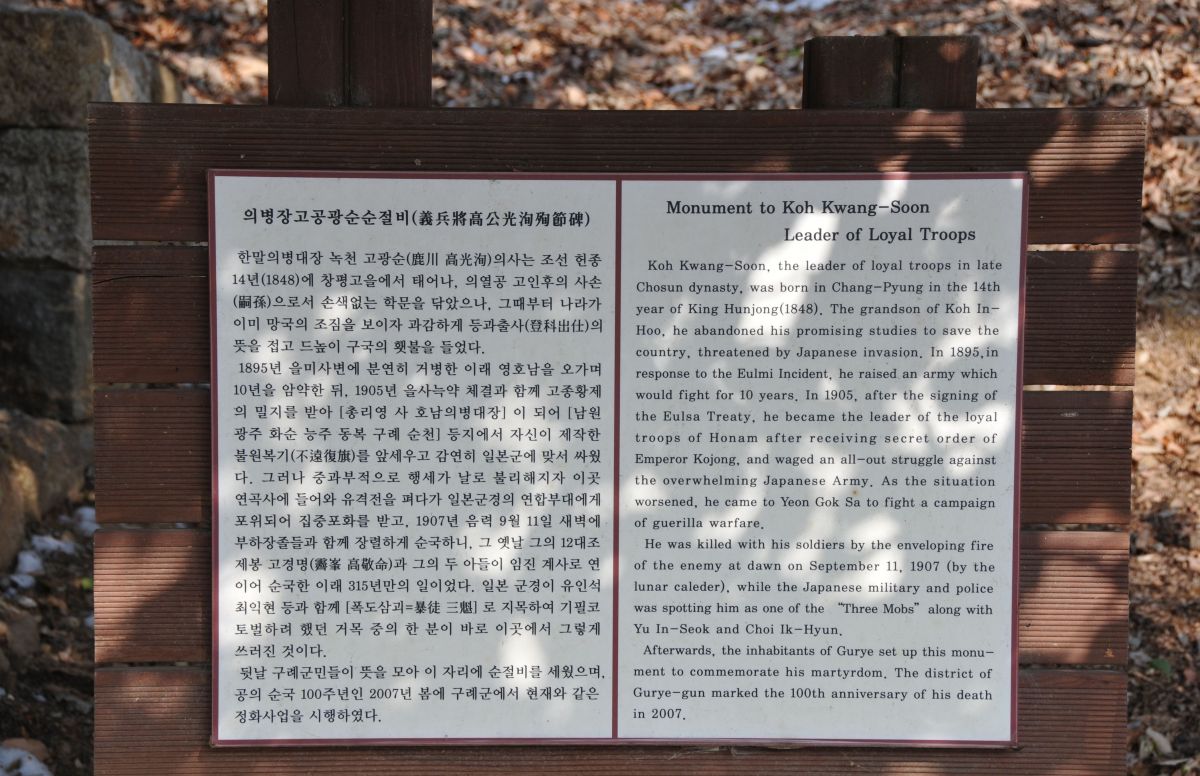 의병장고공광순순절비(義兵將高公光洵殉節碑)
한말의병대장 녹천 고광순(鹿川 高光洵)의사는 조선 헌종
14년(1848)에 창평고을에서 태어나, 의열공 고인후의 사손
(嗣孫)으로서 손색없는 학문을 닦았으나, 그때부터 나라가
이미 망국의 조짐을 보이자 과감하게 등과출사(登科出仕)의
뜻을 접고 드높이 구국의 횃불을 들었다.
1895년 을미사변에 분연히 거병한 이래 영호남을 오가며
10년을 암약한 뒤, 1905년 을사늑약 체결과 함께 고종황제
의 밀지를 받아 [총리영 사 호남의병대장] 이 되어 [남원
광주 화순 능주 동복 구례 순천] 등지에서 자신이 제작한
불원복기(不遠復旗)를 앞세우고 감연히 일본군에 맞서 싸웠
다. 그러나 중과부적으로 행세가 날로 불리해지자 이곳
연곡사에 들어와 유격전을 펴다가 일본군경의 연합부대에게
포위되어 집중포화를 받고, 1907년 음력 9월 11일 새벽에
부하장졸들과 함께 장렬하게 순국하니, 그 옛날 그의 12대조
제봉 고경명(霽峯 高敬命)과 그의 두 아들이 임진 계사로 연
이어 순국한 이래 315년만의 일이었다. 일본 군경이 유인석
최익현 등과 함께 [폭도삼괴=暴徒 三魁] 로 지목하여 기필코
토벌하려 했던 거목 중의 한 분이 바로 이곳에서 그렇게
쓰러진 것이다.
뒷날 구례군민들이 뜻을 모아 이 자리에 순절비를 세웠으며,
공의 순국 100주년인 2007년 봄에 구례군에서 현재와 같은
정화사업을 시행하였다.
Monument to Koh Kwang-Soon
Leader of Loyal Troops
Koh Kwang-Soon, the leader of loyal troops in late
Chosun dynasty, was born in Chang-Pyung in the 14th
year of King Hunjong(1848). The grandson of Koh In-
Hoo, he abandoned his promising studies to save the
country, threatened by Japanese invasion. In 1895,in
response to the Eulmi Incident, he raised an army which
would fight for 10 years. In 1905, after the signing of
the Eulsa Treaty, he became the leader of the loyal
troops of Honam after receiving secret order of
Emperor Kojong, and waged an all-out struggle against
the overwhelming Japanese Army. As the situation
worsened, he came to Yeon Gok Sa to fight a campaign
of guerilla warfare.
He was killed with his soldiers by the enveloping fire
of the enemy at dawn on September 11, 1907 (by the
lunar caleder), while the Japanese military and police
was spotting him as one of the "Three Mobs" along with
Yu In-Seok and Choi Ik-Hyun.
Afterwards, the inhabitants of Gurye set up this monu-
ment to commemorate his martyrdom. The district of
Gurye-gun marked the 100th anniversary of his death
in 2007.